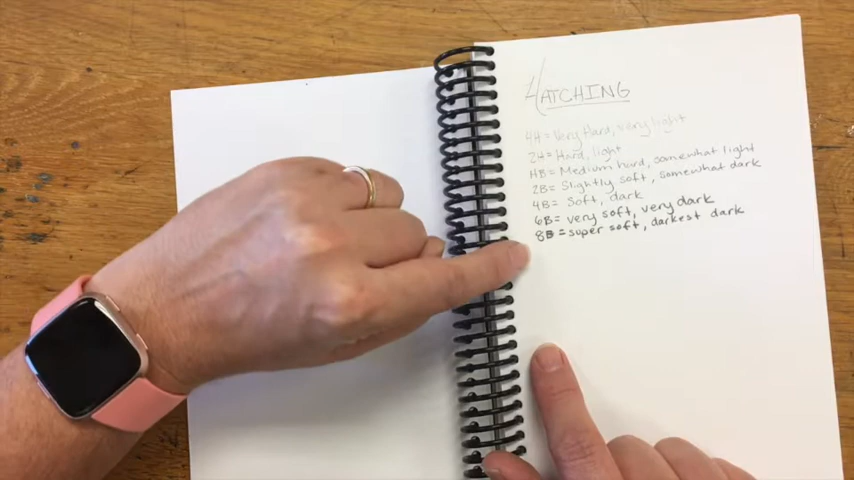 HATCHING
4H = Very Hard, very light
2H = Hard, light
HB = Medium hard, somewhat light
2B = Slightly soft, somewhat dark
4B = Soft, dark
6B = very soft, very dark
8B = super soft, darkest dark